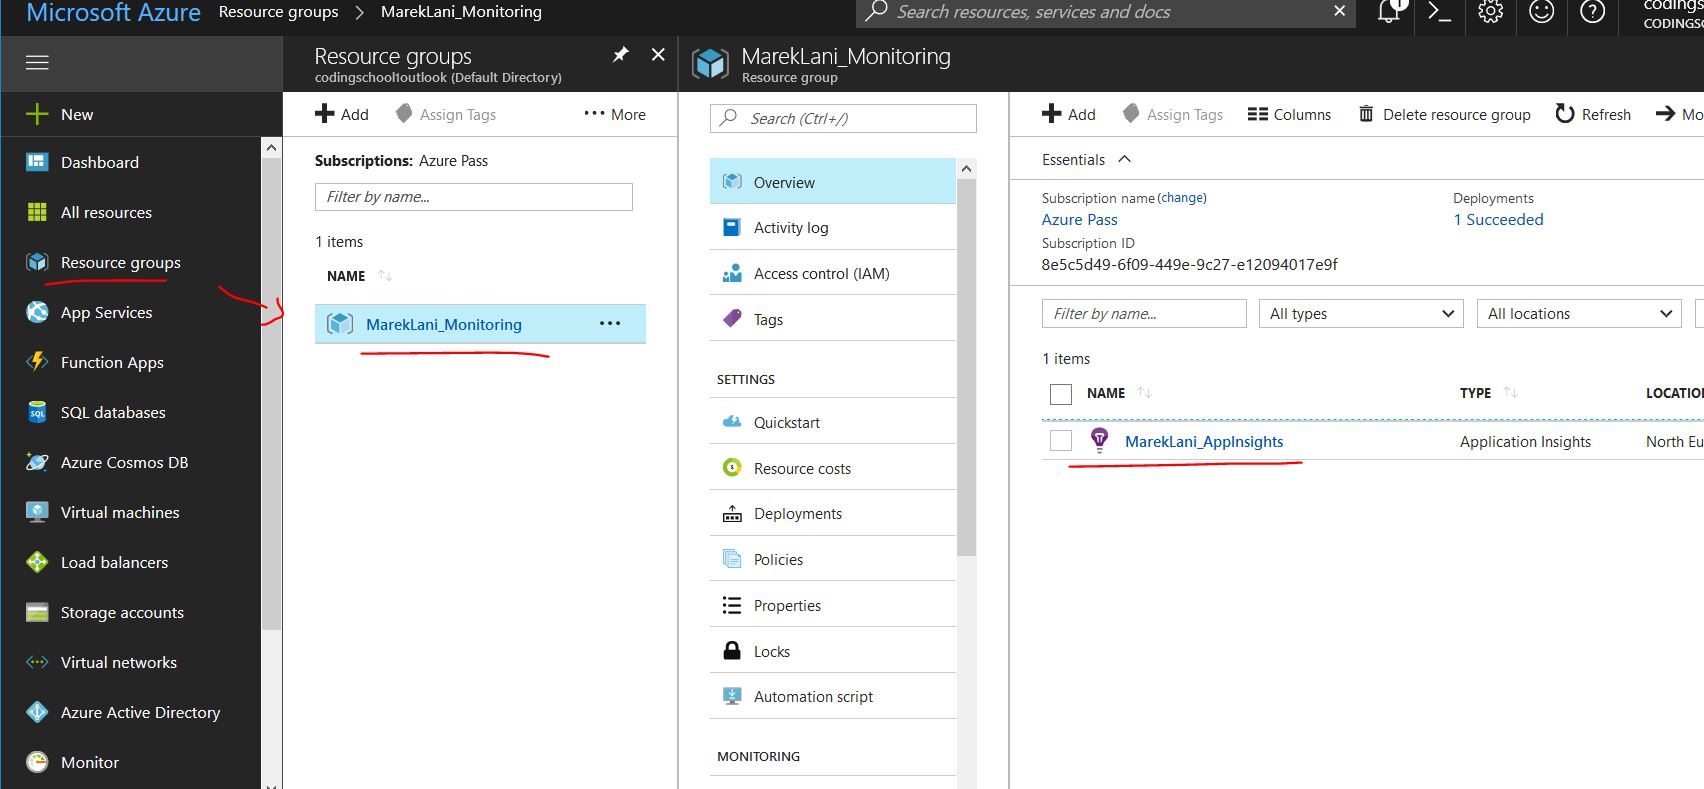 Microsoft Azure Resource groups > MarekLani_Monitoring
Search resources, services and docs
1
codings
CODINGSC
New
Dashboard
All resources
Resource groups
App Services
Function Apps
SQL databases
Azure Cosmos DB
Virtual machines
Load balancers
Storage accounts
Virtual networks
Azure Active Directory
Monitor
Resource groups
codingschool1outlook (Default Directory)
Add Assign Tags More
Subscriptions: Azure Pass
Filter by name...
1 items
NAME
MarekLani_Monitoring
MarekLani_Monitoring
Resource group
Search (Ctrl+/)
Overview
Activity log
Access control (IAM)
Tags
SETTINGS
Quickstart
Resource costs
Deployments
Policies
Properties
Locks
Automation script
MONITORING
Add Assign Tags Columns Delete resource group Refresh Mo
Essentials
Subscription name (change) Deployments
Azure Pass 1 Succeeded
Subscription ID
8e5c5d49-6f09-449e-9c27-e12094017e9f
Filter by name... All types All locations
1 items
NAME TYPE LOCATIO
MarekLani_AppInsights Application Insights North Eu